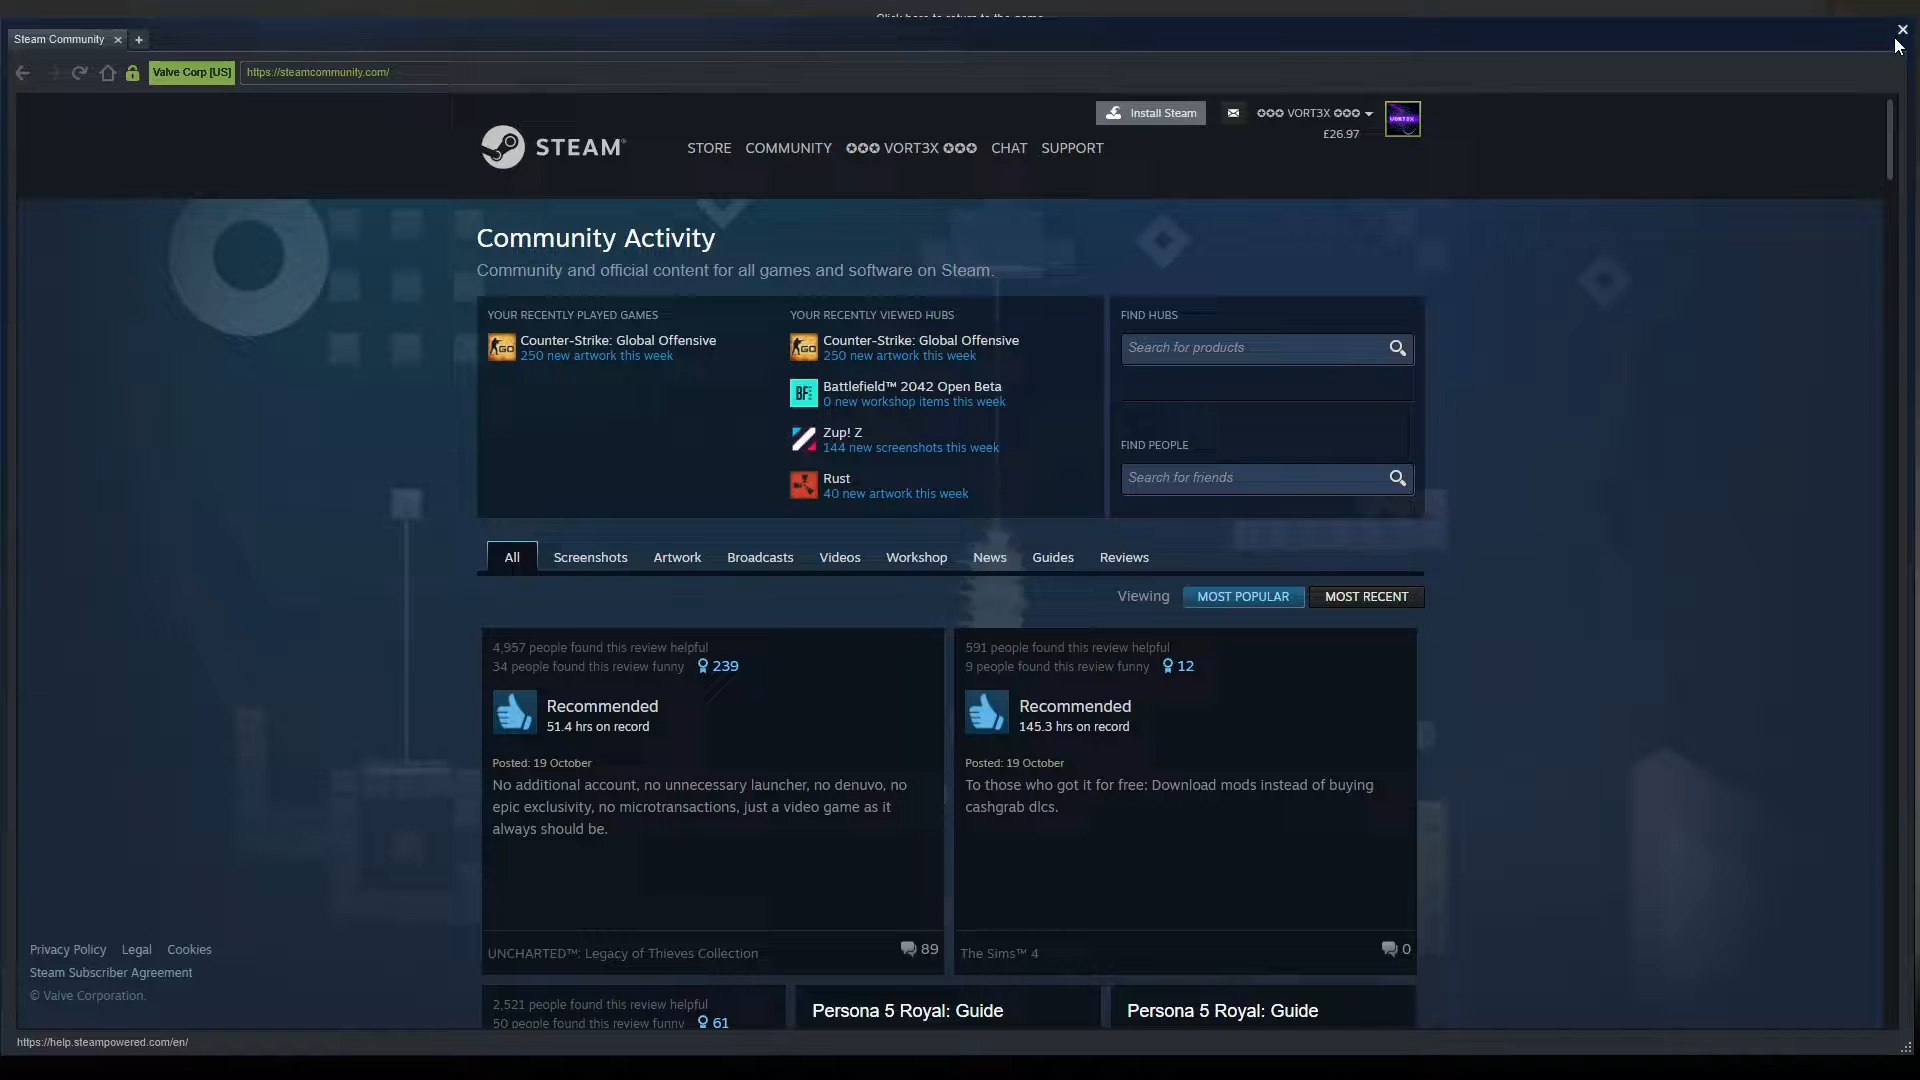 Click here to return to the game
Steam Community
Valve Corp [US]
https://steamcommunity.com/
Install Steam
✪✪✪ VORT3X ✪✪✪
VORT3X
£26.97
STEAM®
STORE
COMMUNITY
✪✪✪ VORT3X ✪✪✪
CHAT
SUPPORT
Community Activity
Community and official content for all games and software on Steam.
YOUR RECENTLY PLAYED GAMES
Counter-Strike: Global Offensive
250 new artwork this week
YOUR RECENTLY VIEWED HUBS
Counter-Strike: Global Offensive
250 new artwork this week
Battlefield™ 2042 Open Beta
0 new workshop items this week
Zup! Z
144 new screenshots this week
Rust
40 new artwork this week
FIND HUBS
Search for products
FIND PEOPLE
Search for friends
All
Screenshots
Artwork
Broadcasts
Videos
Workshop
News
Guides
Reviews
Viewing
MOST POPULAR
MOST RECENT
4,957 people found this review helpful
34 people found this review funny
239
Recommended
51.4 hrs on record
Posted: 19 October
No additional account, no unnecessary launcher, no denuvo, no
epic exclusivity, no microtransactions, just a video game as it
always should be.
UNCHARTED™: Legacy of Thieves Collection
89
591 people found this review helpful
9 people found this review funny
12
Recommended
145.3 hrs on record
Posted: 19 October
To those who got it for free: Download mods instead of buying
cashgrab dlcs.
The Sims™ 4
0
2,521 people found this review helpful
50 people found this review funny
61
Persona 5 Royal: Guide
Persona 5 Royal: Guide
Privacy Policy
Legal
Cookies
Steam Subscriber Agreement
© Valve Corporation.
https://help.steampowered.com/en/